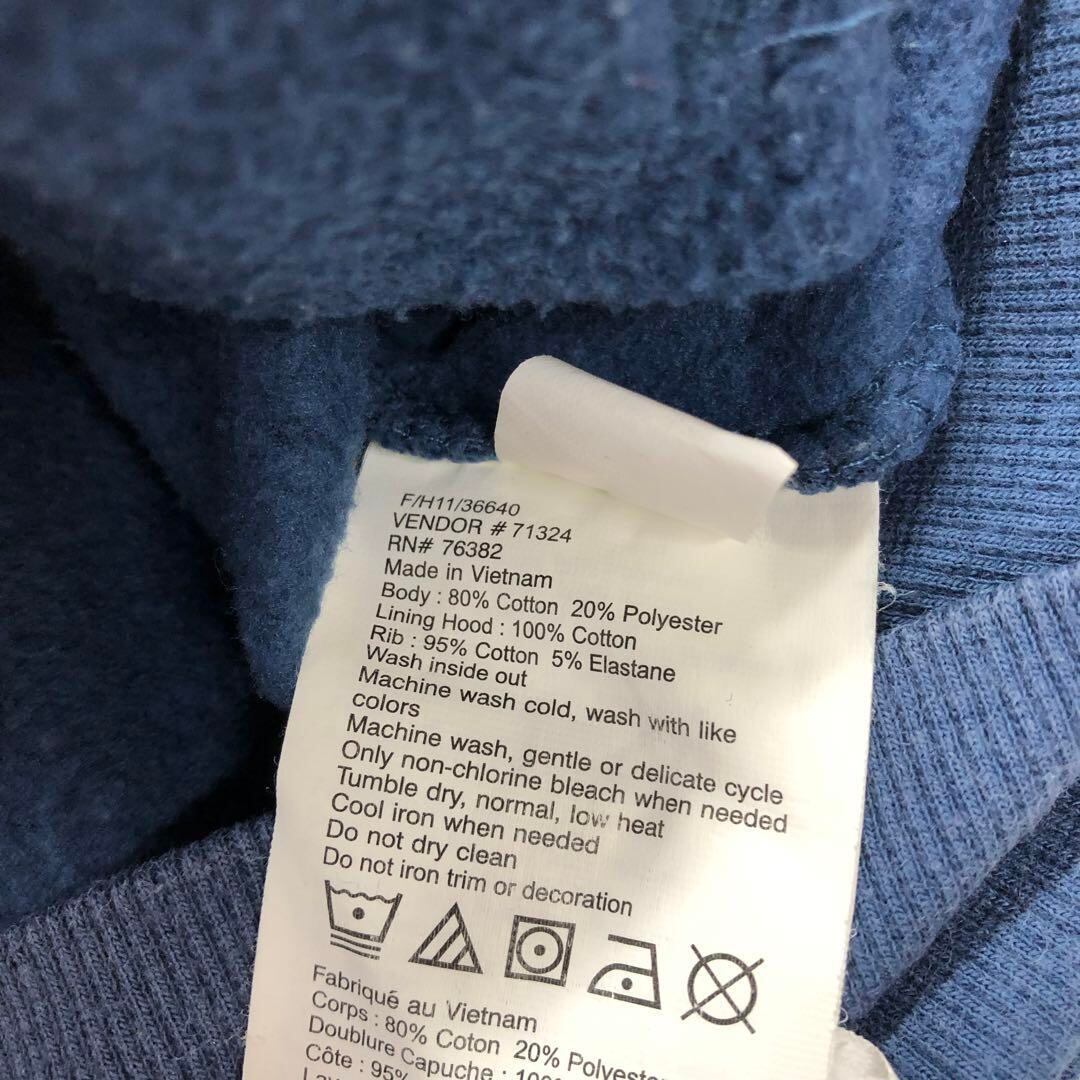 F/H11/36640
VENDOR # 71324
RN# 76382
Made in Vietnam
Body : 80% Cotton 20% Polyester
Lining Hood : 100% Cotton
Rib : 95% Cotton 5% Elastane
Wash inside out
Machine wash cold, wash with like
colors
Machine wash, gentle or delicate cycle
Only non-chlorine bleach when needed
Tumble dry, normal, low heat
Cool iron when needed
Do not dry clean
Do not iron trim or decoration
Fabriqué au Vietnam
Corps : 80% Coton 20%
Doublure Capuche :
Côte : 95%